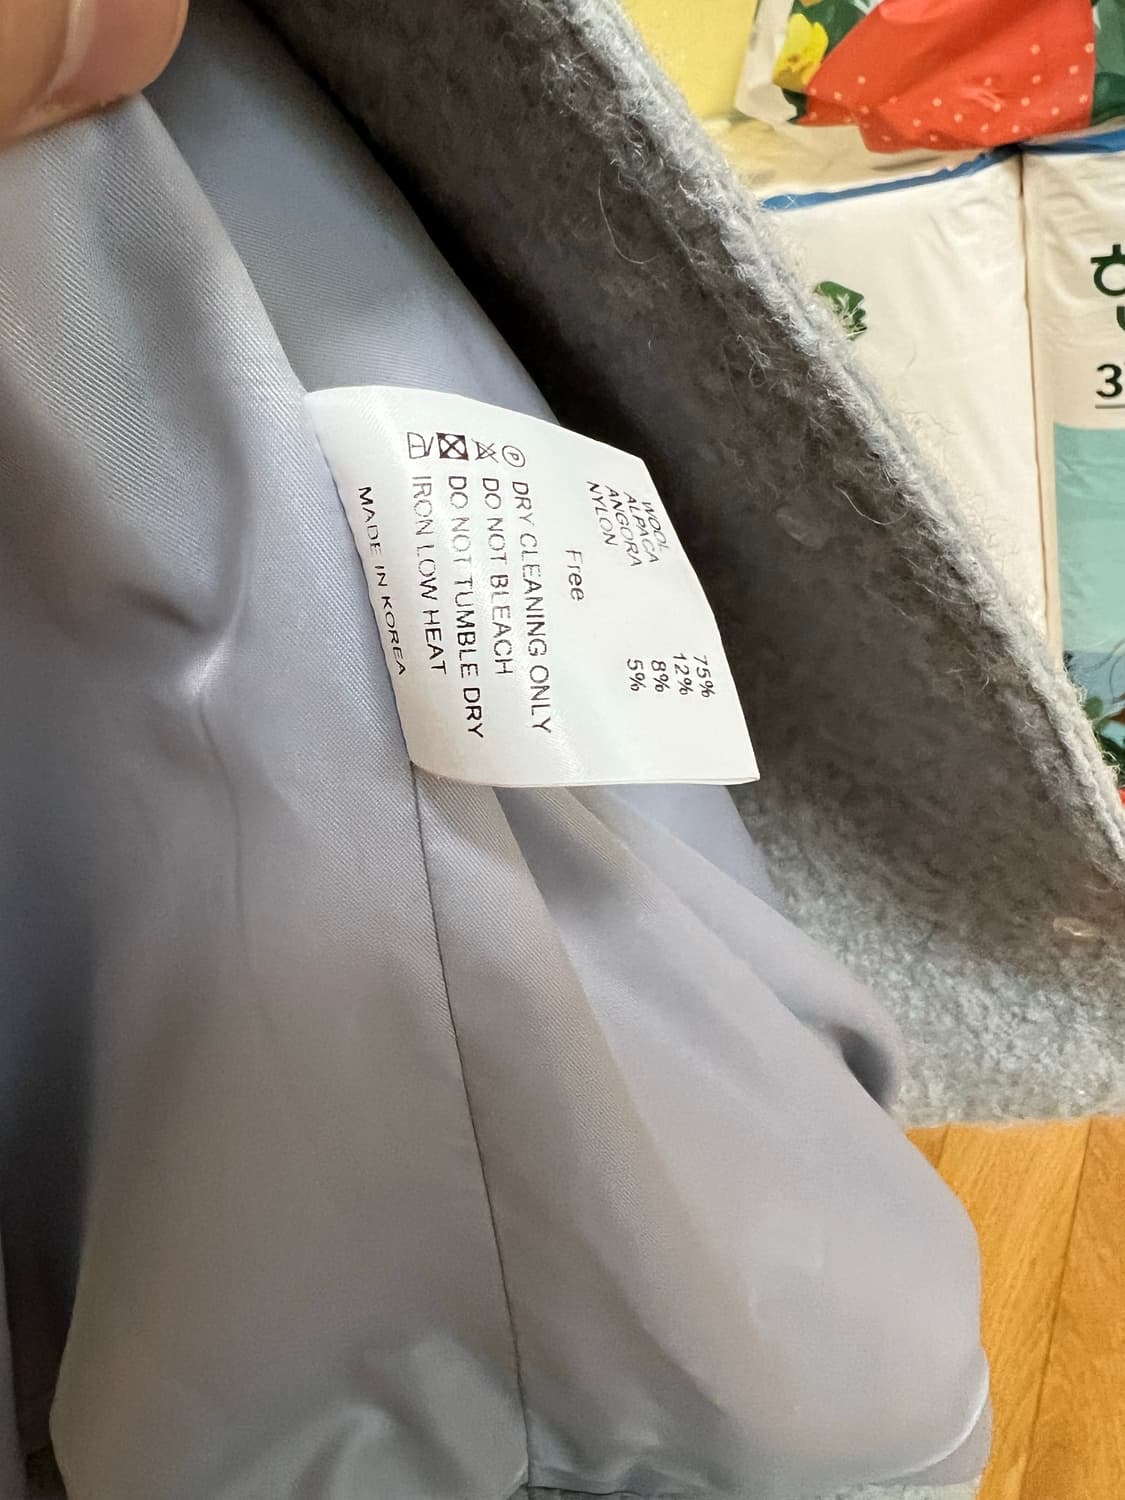 WOOL 75%
ALPACA 12%
ANGORA 8%
NYLON 5%
Free
P DRY CLEANING ONLY
DO NOT BLEACH
DO NOT TUMBLE DRY
IRON LOW HEAT
MADE IN KOREA
3